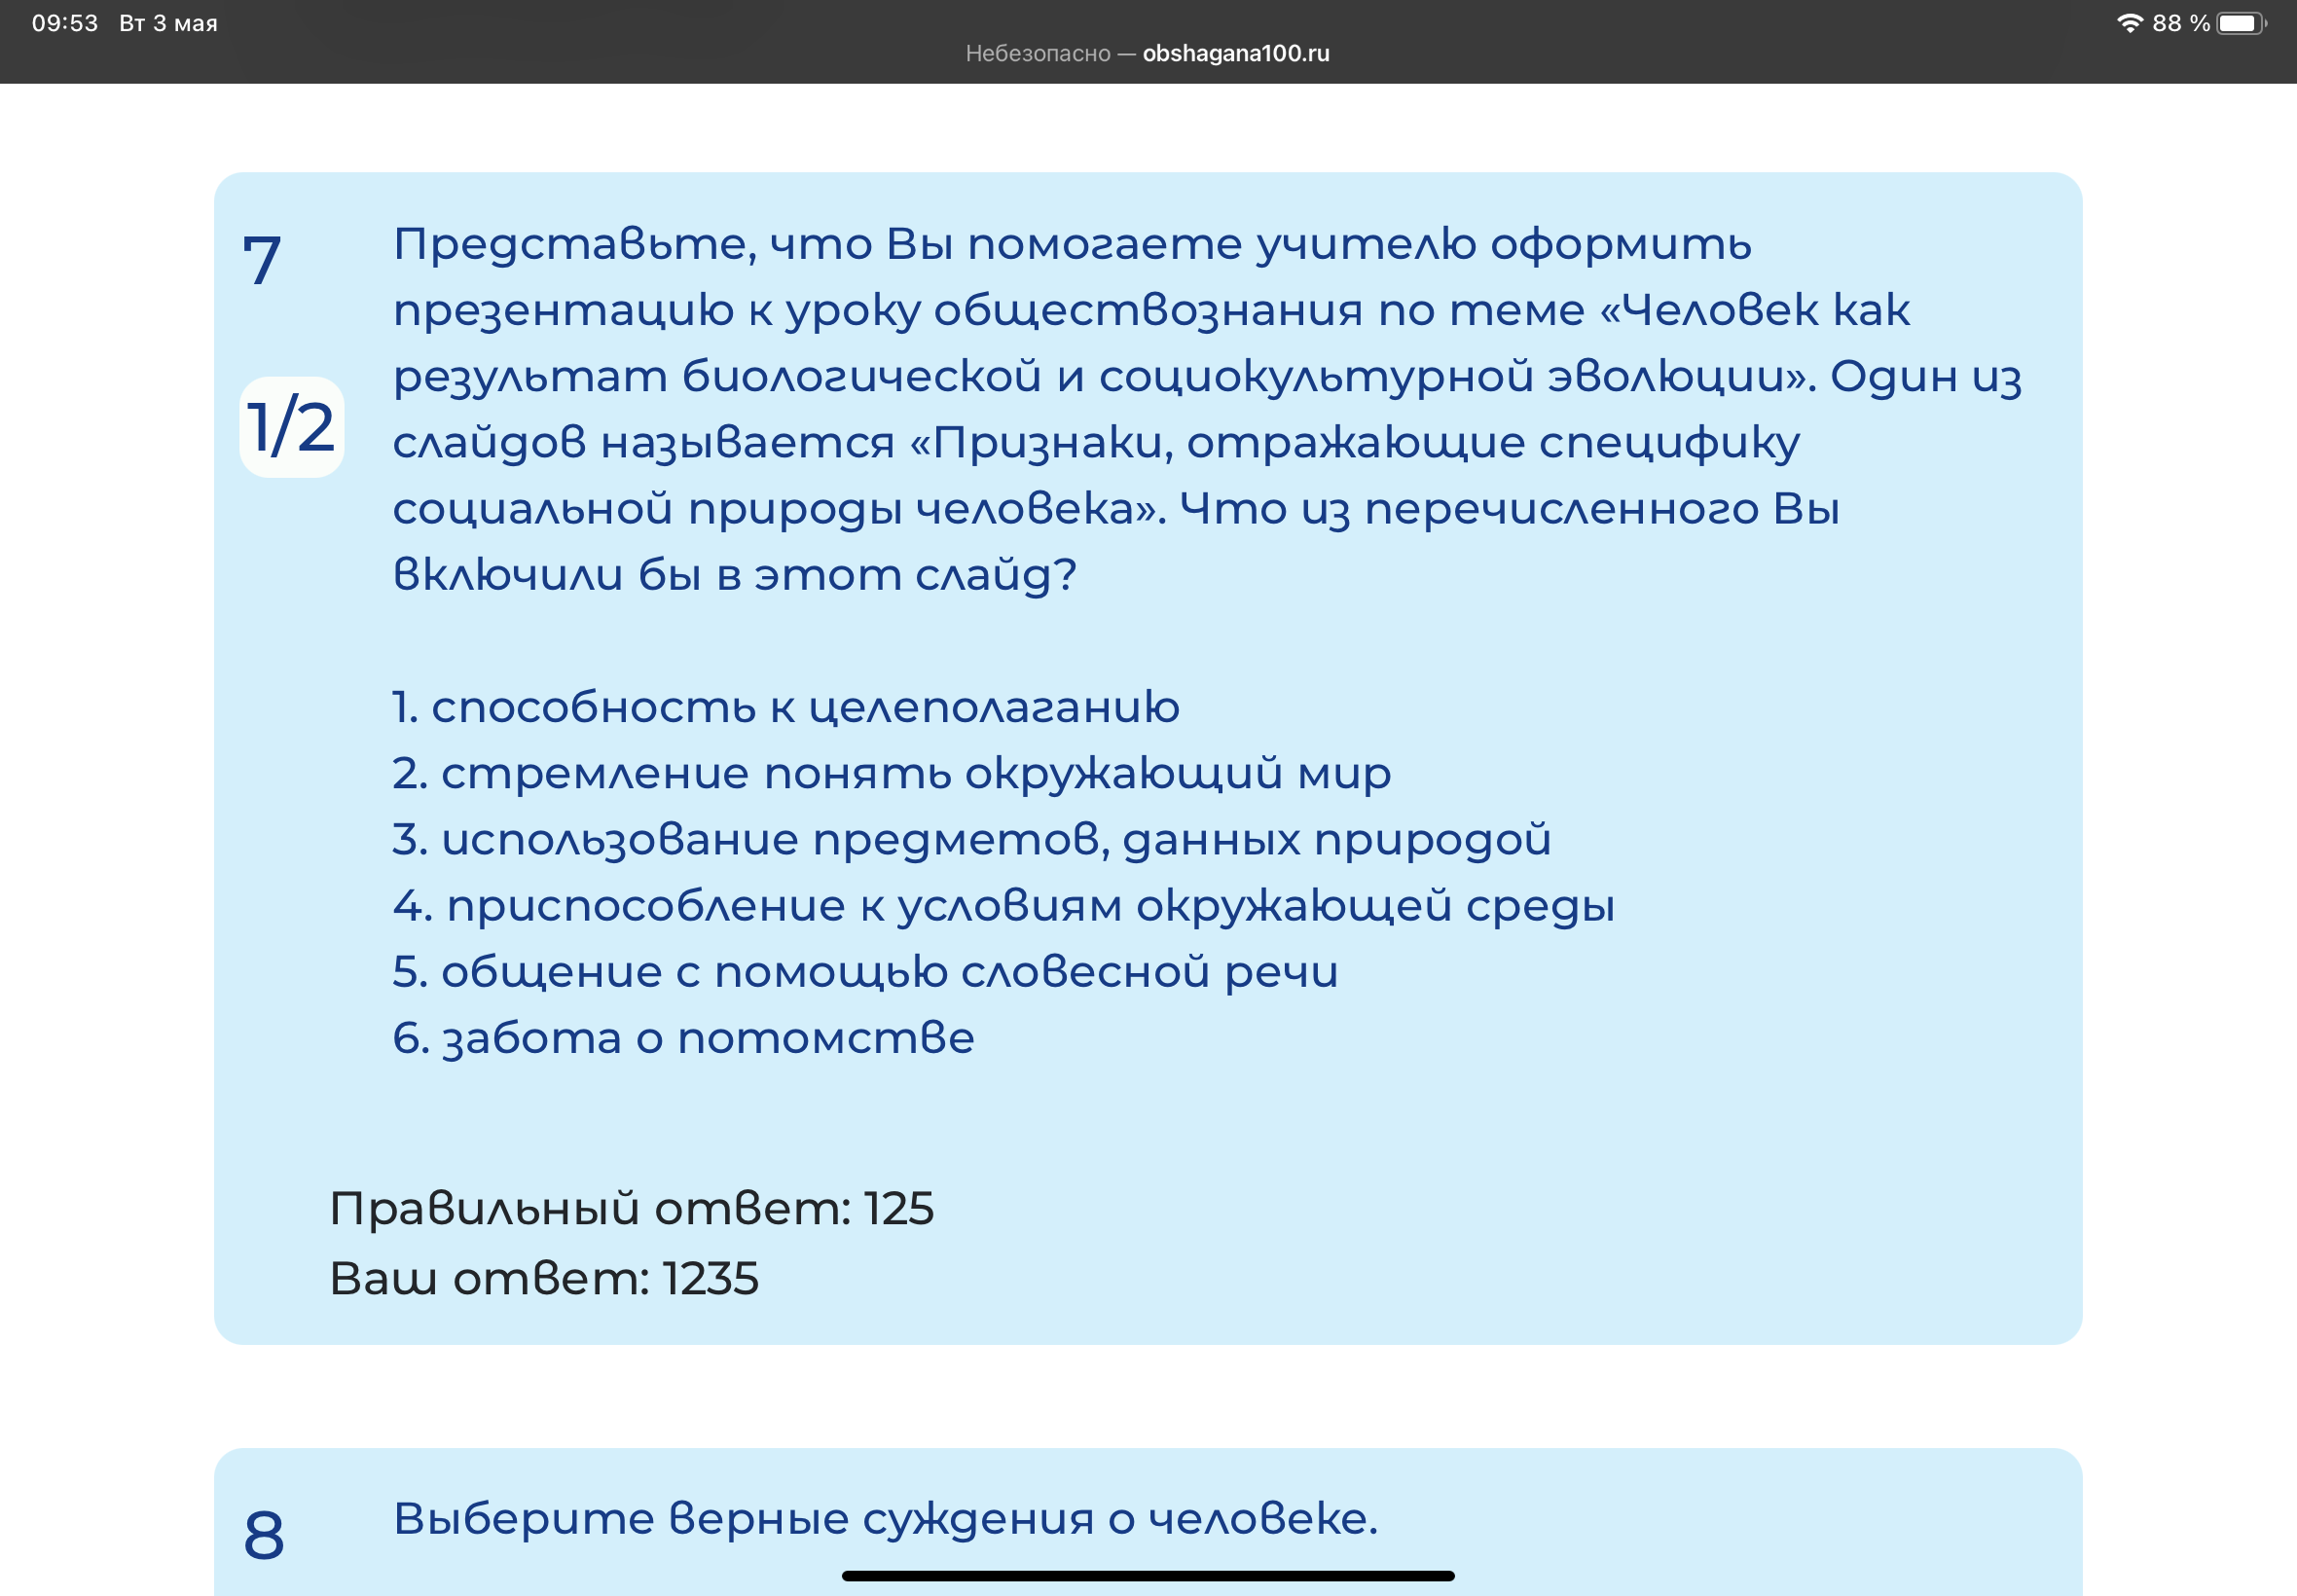 09:53 Вт 3 мая
88 %
Небезопасно — obshagana100.ru
7
Представьте, что Вы помогаете учителю оформить
презентацию к уроку обществознания по теме «Человек как
1/2
результат биологической и социокультурной эволюции». Один из
слайдов называется «Признаки, отражающие специфику
социальной природы человека». Что из перечисленного Вы
включили бы в этот слайд?
1. способность к целеполаганию
2. стремление понять окружающий мир
3. использование предметов, данных природой
4. приспособление к условиям окружающей среды
5. общение с помощью словесной речи
6. забота о потомстве
Правильный ответ: 125
Ваш ответ: 1235
8
Выберите верные суждения о человеке.